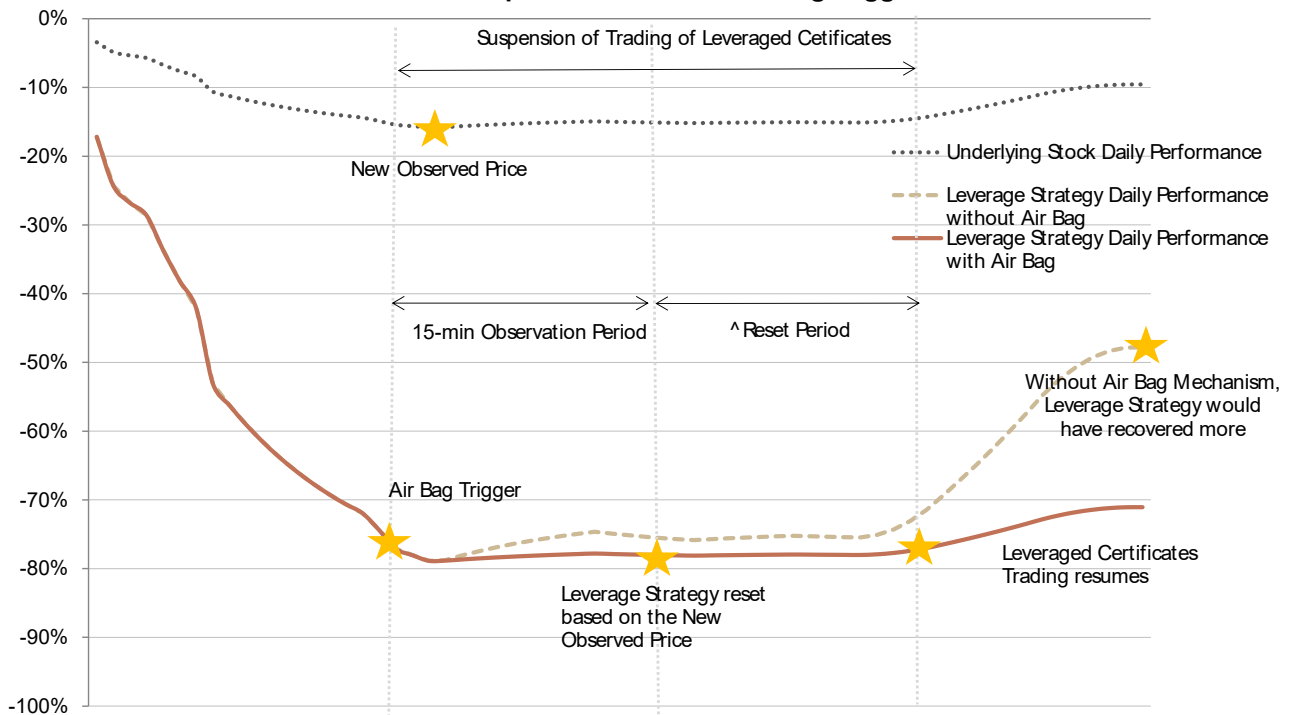 0%
-10%
-20%
-30%
-40%
-50%
-60%
-70%
-80%
-90%
-100%
Suspension of Trading of Leveraged Cetificates
New Observed Price
Underlying Stock Daily Performance
Leverage Strategy Daily Performance
without Air Bag
Leverage Strategy Daily Performance
with Air Bag
15-min Observation Period
^Reset Period
Without Air Bag Mechanism,
Leverage Strategy would
have recovered more
Air Bag Trigger
Leveraged Certificates
Trading resumes
Leverage Strategy reset
based on the New
Observed Price